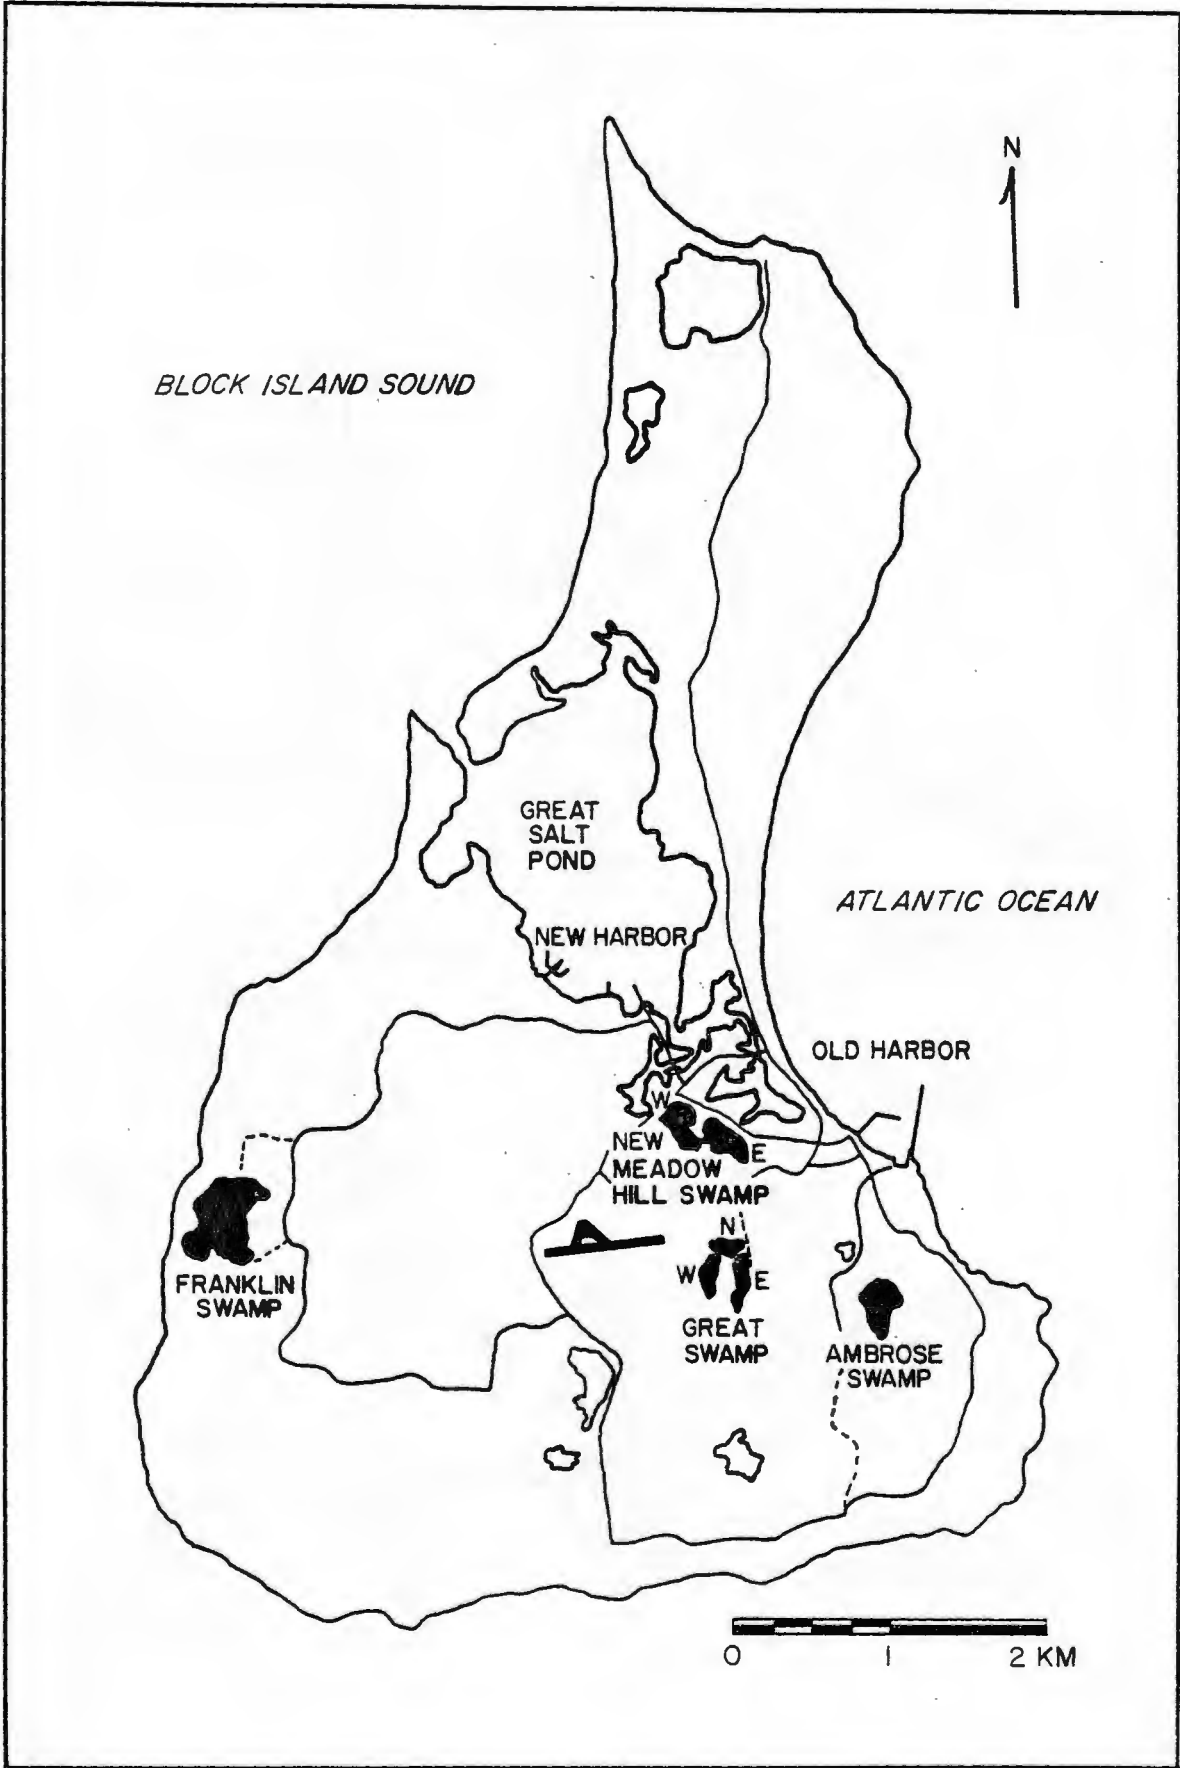 N
BLOCK ISLAND SOUND
GREAT
SALT
POND
ATLANTIC OCEAN
NEW HARBOR
OLD HARBOR
W
NEW
E
MEADOW
HILL SWAMP
N
W
E
FRANKLIN
SWAMP
GREAT
SWAMP
AMBROSE
SWAMP
0 1 2 KM